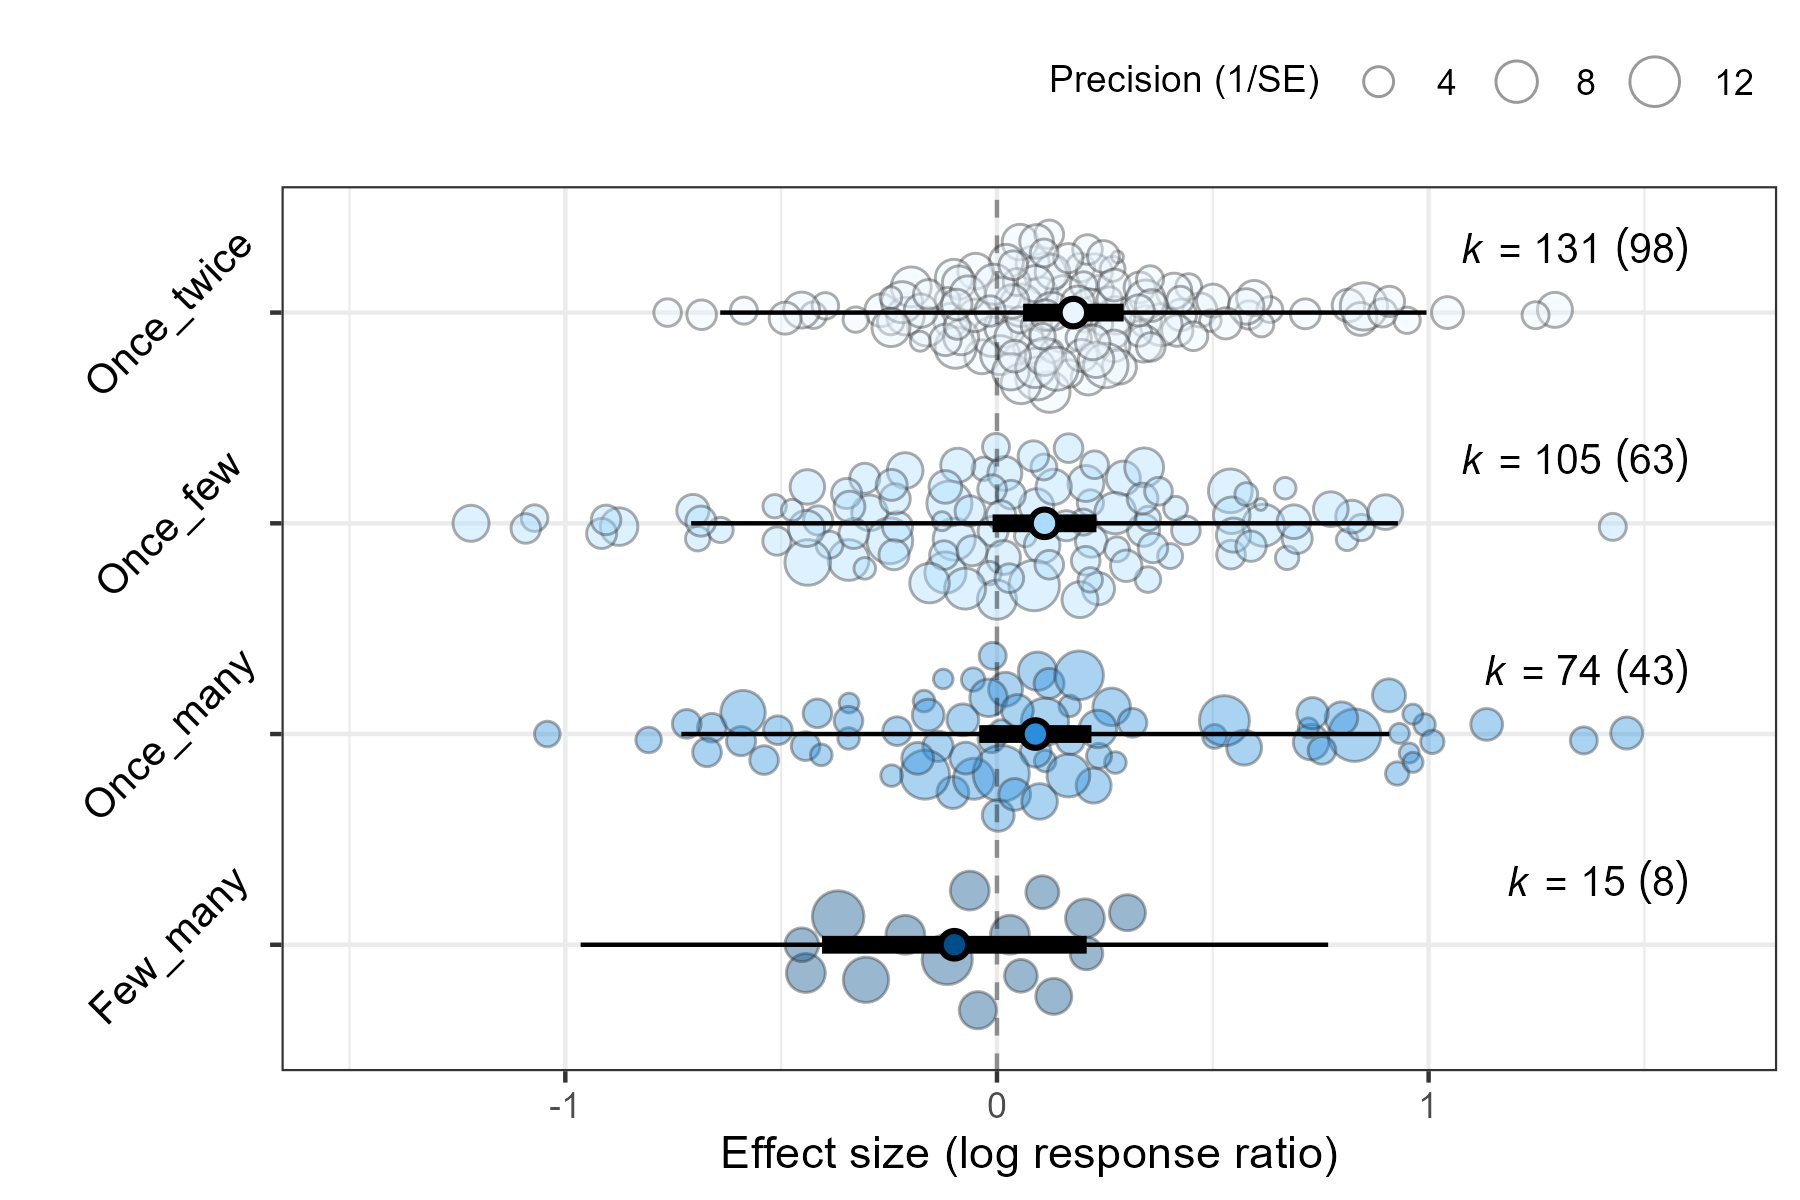 Precision (1/SE) 4 8 12
Once_twice
k = 131 (98)
Once_few
k = 105 (63)
Once_many
k = 74 (43)
Few_many
k = 15 (8)
-1 0 1
Effect size (log response ratio)